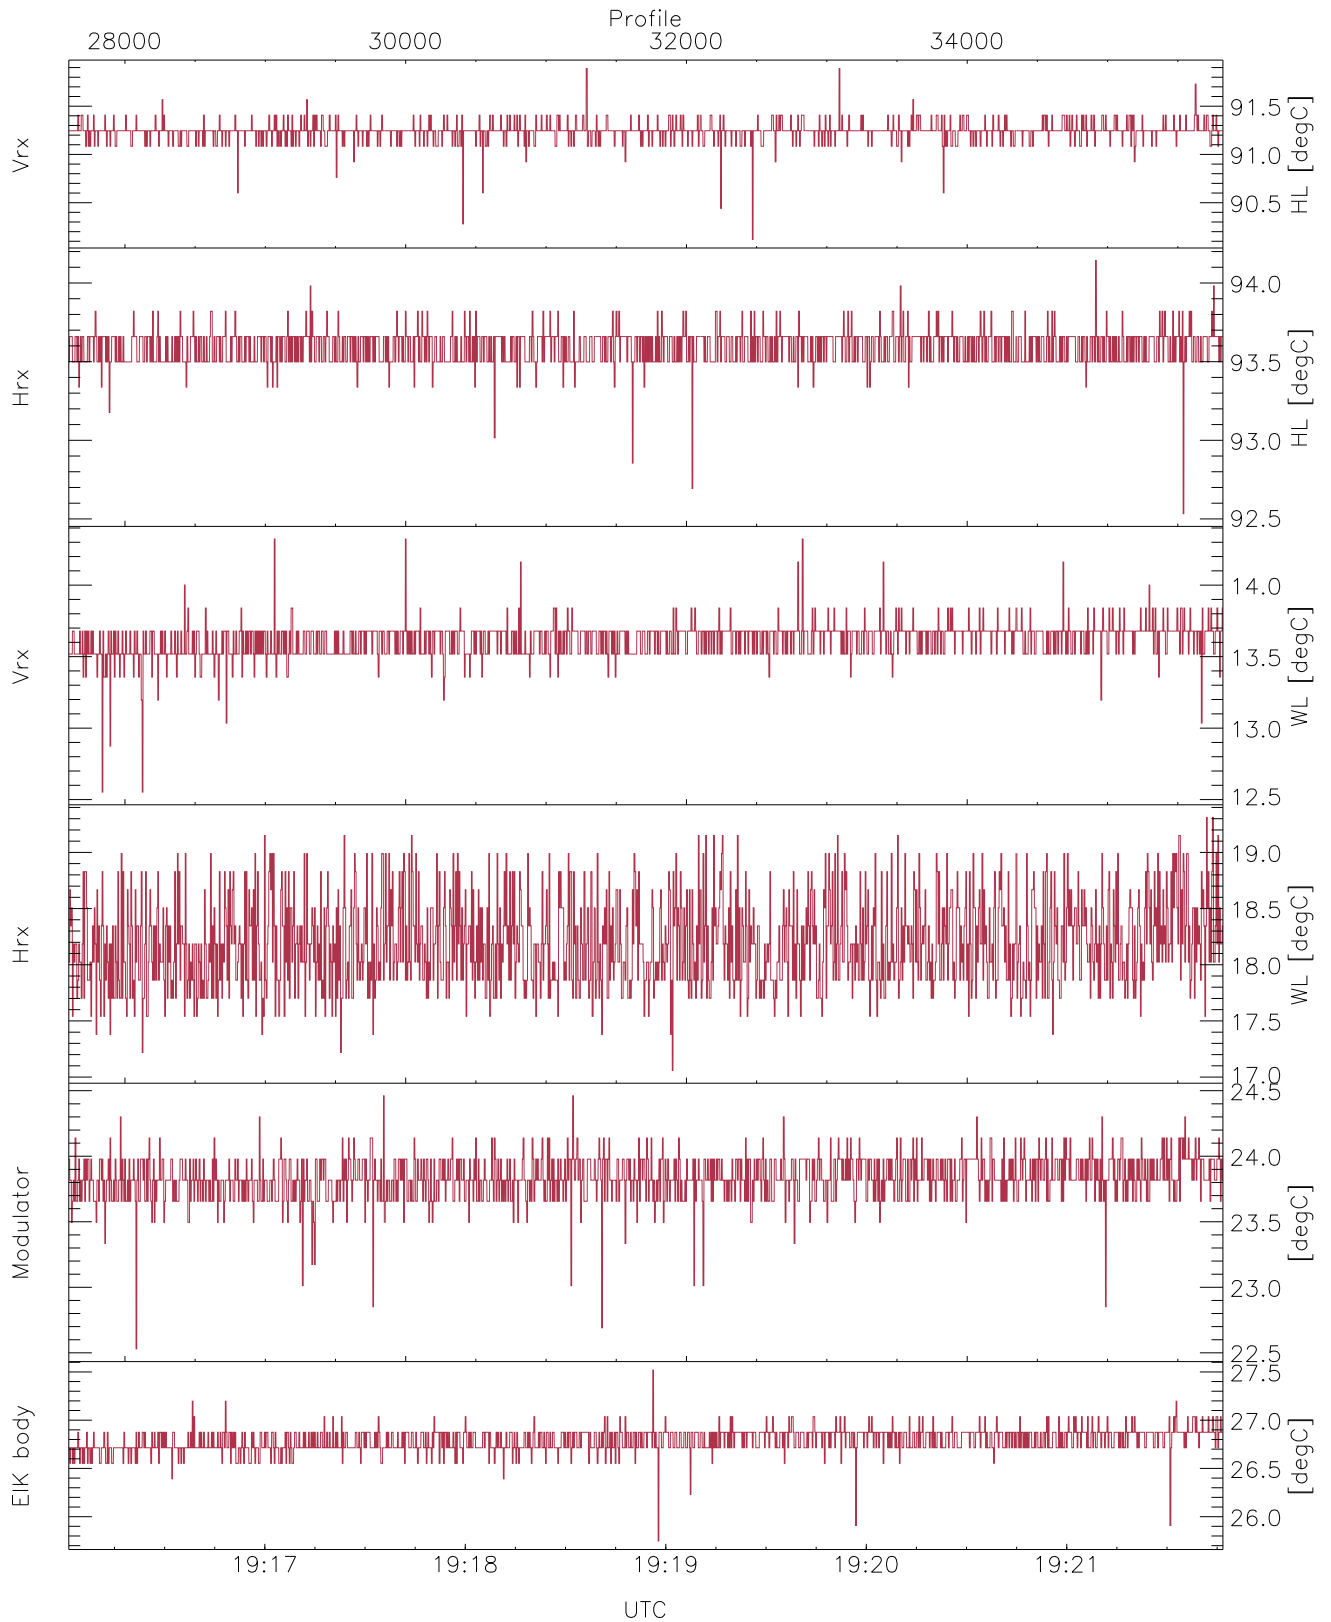 Profile
28000 30000 32000 34000
Vrx
91.5
91.0
90.5
HL [degC]
Hrx
94.0
93.5
93.0
92.5
HL [degC]
Vrx
14.0
13.5
13.0
12.5
WL [degC]
Hrx
19.0
18.5
18.0
17.5
17.0
WL [degC]
Modulator
24.5
24.0
23.5
23.0
22.5
[degC]
EIK body
27.5
27.0
26.5
26.0
[degC]
19:17 19:18 19:19 19:20 19:21
UTC